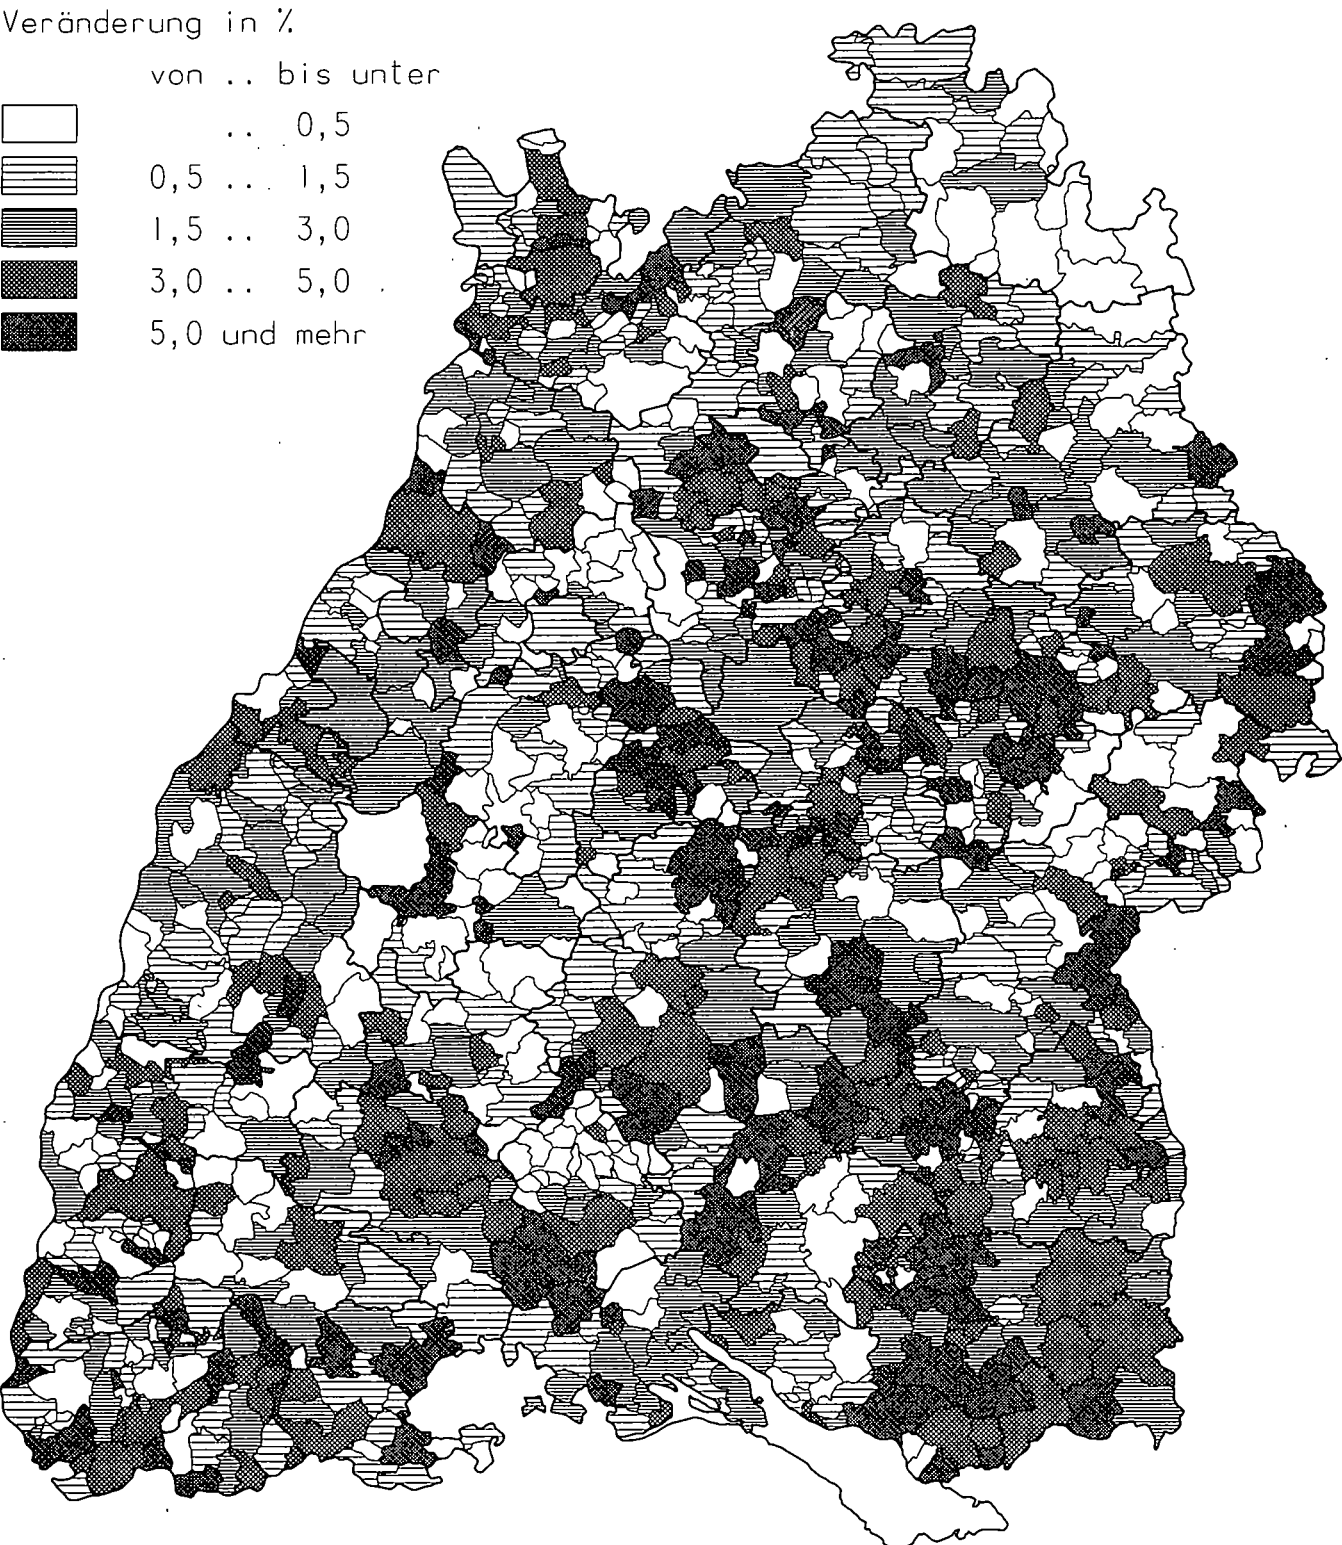 Veränderung in %
von .. bis unter
.. 0,5
0,5 ... 1,5
1,5 .. 3,0
3,0 .. 5,0
5,0 und mehr